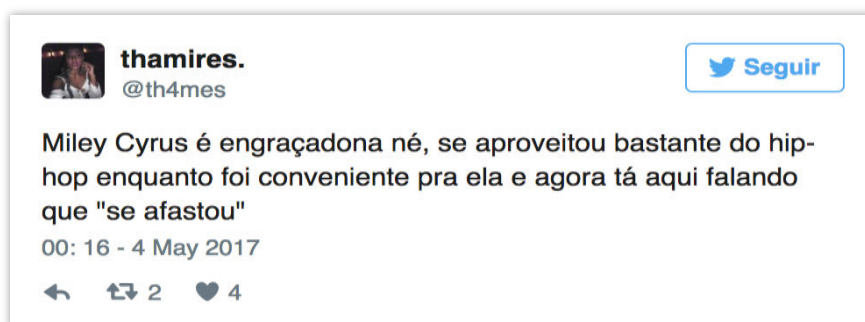 thamires.
@th4mes
Seguir
Miley Cyrus é engraçadona né, se aproveitou bastante do hip-
hop enquanto foi conveniente pra ela e agora tá aqui falando
que "se afastou"
00: 16 - 4 May 2017
2 4